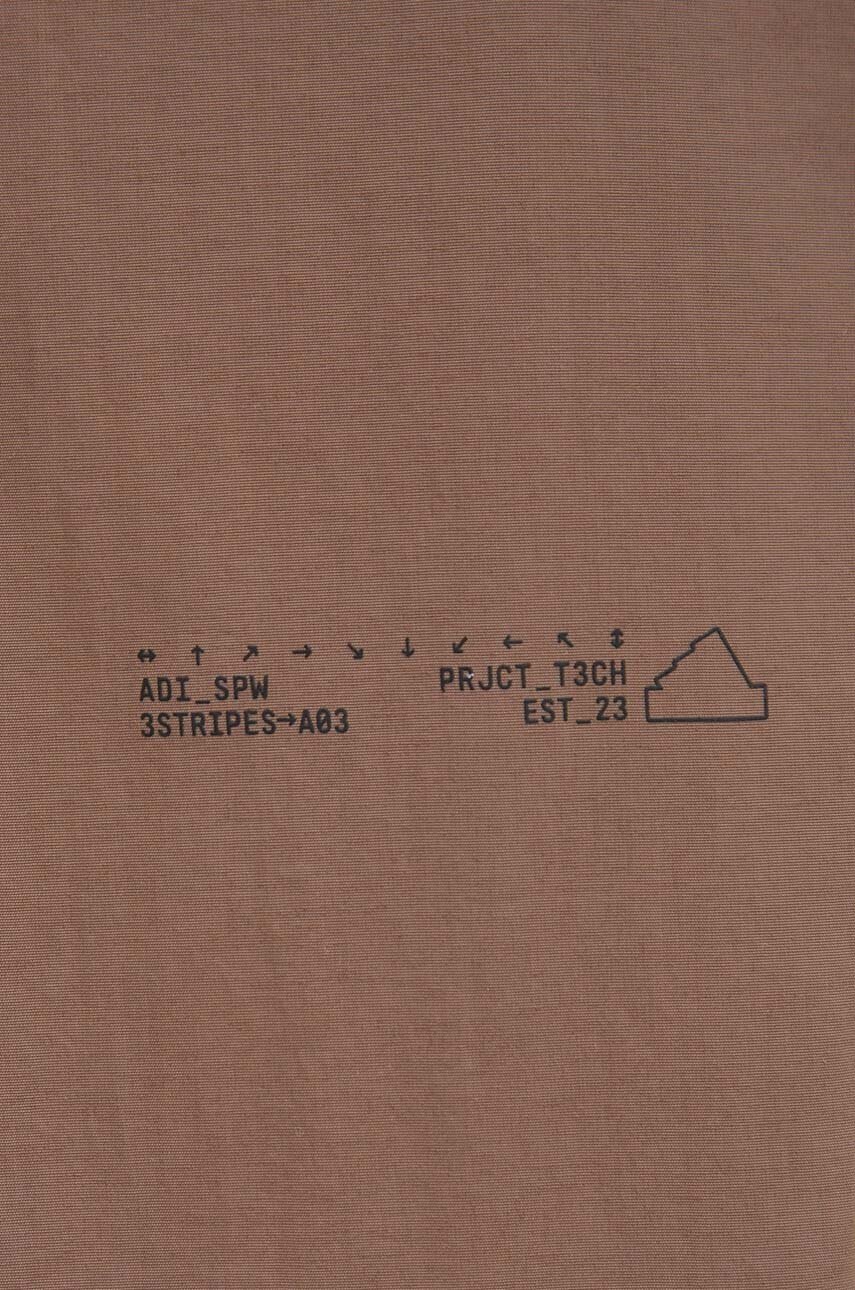 ↔ ↑ ↗ → ↘ ↓ ↙ ← ↖ ↕
ADI_SPW
3STRIPES→A03
PRJCT_T3CH
EST_23